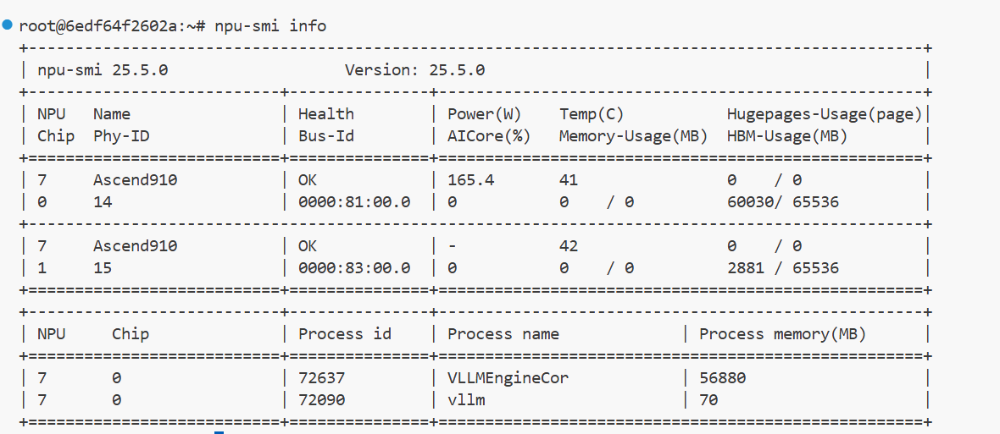 root@6edf64f2602a:~# npu-smi info
+------------------------------------------------------------------------------------------------+
| npu-smi 25.5.0                   Version: 25.5.0                                               |
+---------------------------+---------------+----------------------------------------------------+
| NPU   Name                | Health        | Power(W)    Temp(C)           Hugepages-Usage(page)|
| Chip  Phy-ID              | Bus-Id        | AICore(%)   Memory-Usage(MB)  HBM-Usage(MB)        |
+===========================+===============+====================================================+
| 7     Ascend910           | OK            | 165.4       41                0    / 0             |
| 0     14                  | 0000:81:00.0  | 0           0    / 0          60030/ 65536         |
+------------------------------------------------------------------------------------------------+
| 7     Ascend910           | OK            | -           42                0    / 0             |
| 1     15                  | 0000:83:00.0  | 0           0    / 0          2881 / 65536         |
+===========================+===============+====================================================+
+---------------------------+---------------+----------------------------------------------------+
| NPU     Chip              | Process id    | Process name             | Process memory(MB)      |
+===========================+===============+====================================================+
| 7       0                 | 72637         | VLLMEngineCor            | 56880                   |
| 7       0                 | 72090         | vllm                     | 70                      |
+===========================+===============+====================================================+